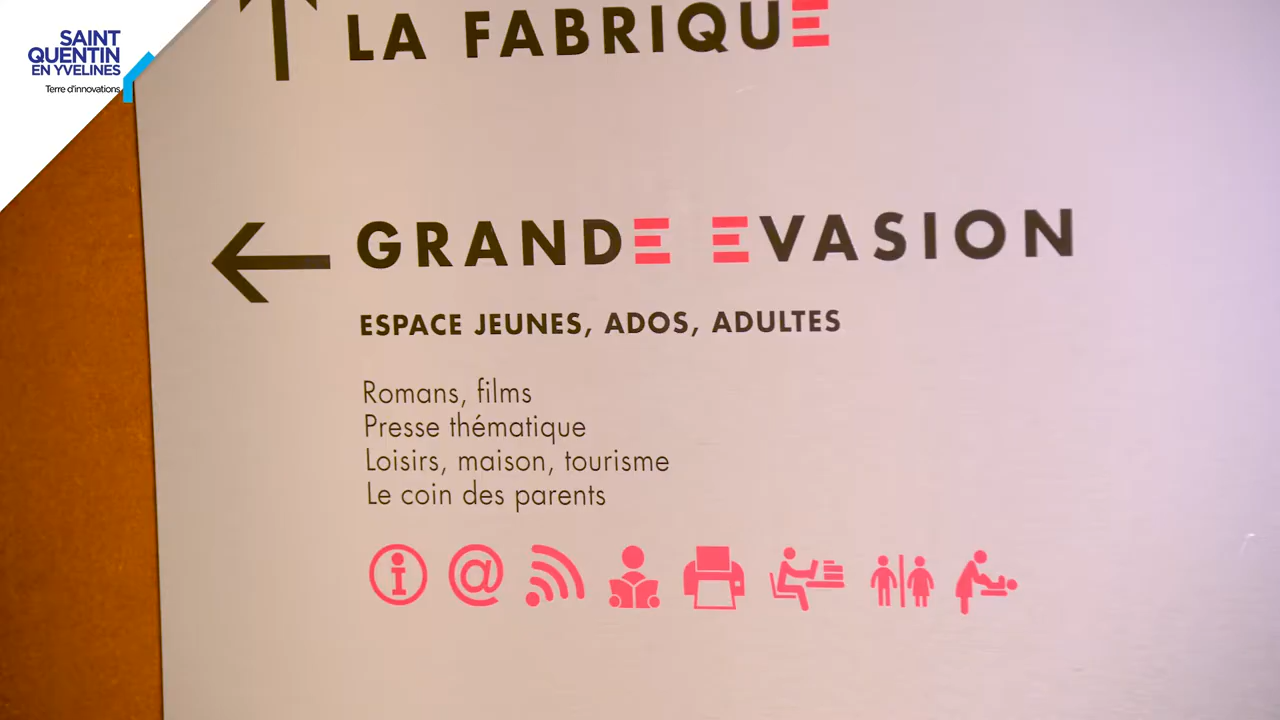 SAINT
QUENTIN
EN YVELINES
Terre d'innovations
LA FABRIQUE
GRANDE EVASION
ESPACE JEUNES, ADOS, ADULTES
Romans, films
Presse thématique
Loisirs, maison, tourisme
Le coin des parents